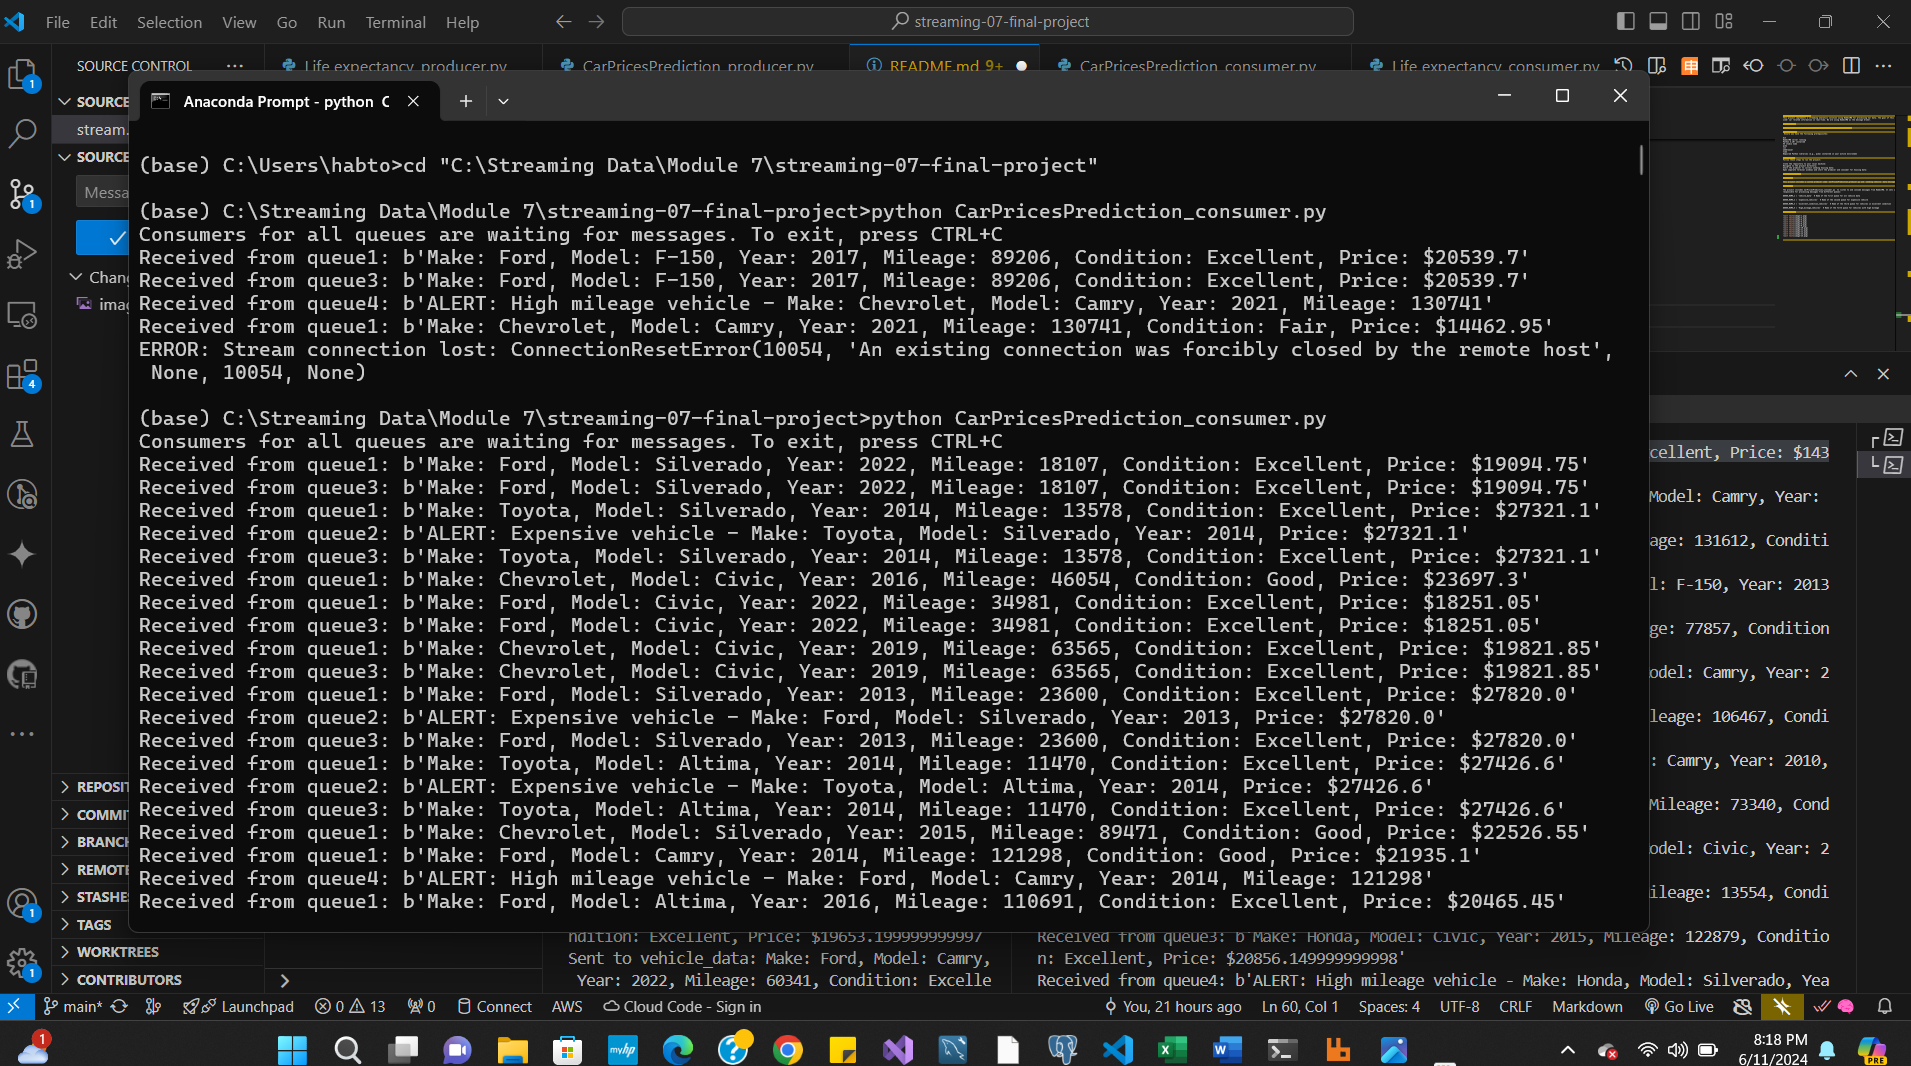 File Edit Selection View Go Run Terminal Help
streaming-07-final-project
SOURCE CONTROL
Life expectancy_producer.py
CarPricesPrediction_producer.py
README.md 9+
CarPricesPrediction_consumer.py
Life expectancy_consumer.py
Anaconda Prompt - python C
(base) C:\Users\habto>cd "C:\Streaming Data\Module 7\streaming-07-final-project"
(base) C:\Streaming Data\Module 7\streaming-07-final-project>python CarPricesPrediction_consumer.py
Consumers for all queues are waiting for messages. To exit, press CTRL+C
Received from queue1: b'Make: Ford, Model: F-150, Year: 2017, Mileage: 89206, Condition: Excellent, Price: $20539.7'
Received from queue3: b'Make: Ford, Model: F-150, Year: 2017, Mileage: 89206, Condition: Excellent, Price: $20539.7'
Received from queue4: b'ALERT: High mileage vehicle - Make: Chevrolet, Model: Camry, Year: 2021, Mileage: 130741'
Received from queue1: b'Make: Chevrolet, Model: Camry, Year: 2021, Mileage: 130741, Condition: Fair, Price: $14462.95'
ERROR: Stream connection lost: ConnectionResetError(10054, 'An existing connection was forcibly closed by the remote host',
None, 10054, None)
(base) C:\Streaming Data\Module 7\streaming-07-final-project>python CarPricesPrediction_consumer.py
Consumers for all queues are waiting for messages. To exit, press CTRL+C
Received from queue1: b'Make: Ford, Model: Silverado, Year: 2022, Mileage: 18107, Condition: Excellent, Price: $19094.75'
Received from queue3: b'Make: Ford, Model: Silverado, Year: 2022, Mileage: 18107, Condition: Excellent, Price: $19094.75'
Received from queue1: b'Make: Toyota, Model: Silverado, Year: 2014, Mileage: 13578, Condition: Excellent, Price: $27321.1'
Received from queue2: b'ALERT: Expensive vehicle - Make: Toyota, Model: Silverado, Year: 2014, Price: $27321.1'
Received from queue3: b'Make: Toyota, Model: Silverado, Year: 2014, Mileage: 13578, Condition: Excellent, Price: $27321.1'
Received from queue1: b'Make: Chevrolet, Model: Civic, Year: 2016, Mileage: 46054, Condition: Good, Price: $23697.3'
Received from queue1: b'Make: Ford, Model: Civic, Year: 2022, Mileage: 34981, Condition: Excellent, Price: $18251.05'
Received from queue3: b'Make: Ford, Model: Civic, Year: 2022, Mileage: 34981, Condition: Excellent, Price: $18251.05'
Received from queue1: b'Make: Chevrolet, Model: Civic, Year: 2019, Mileage: 63565, Condition: Excellent, Price: $19821.85'
Received from queue3: b'Make: Chevrolet, Model: Civic, Year: 2019, Mileage: 63565, Condition: Excellent, Price: $19821.85'
Received from queue1: b'Make: Ford, Model: Silverado, Year: 2013, Mileage: 23600, Condition: Excellent, Price: $27820.0'
Received from queue2: b'ALERT: Expensive vehicle - Make: Ford, Model: Silverado, Year: 2013, Price: $27820.0'
Received from queue3: b'Make: Ford, Model: Silverado, Year: 2013, Mileage: 23600, Condition: Excellent, Price: $27820.0'
Received from queue1: b'Make: Toyota, Model: Altima, Year: 2014, Mileage: 11470, Condition: Excellent, Price: $27426.6'
Received from queue2: b'ALERT: Expensive vehicle - Make: Toyota, Model: Altima, Year: 2014, Price: $27426.6'
Received from queue3: b'Make: Toyota, Model: Altima, Year: 2014, Mileage: 11470, Condition: Excellent, Price: $27426.6'
Received from queue1: b'Make: Chevrolet, Model: Silverado, Year: 2015, Mileage: 89471, Condition: Good, Price: $22526.55'
Received from queue1: b'Make: Ford, Model: Camry, Year: 2014, Mileage: 121298, Condition: Good, Price: $21935.1'
Received from queue4: b'ALERT: High mileage vehicle - Make: Ford, Model: Camry, Year: 2014, Mileage: 121298'
Received from queue1: b'Make: Ford, Model: Altima, Year: 2016, Mileage: 110691, Condition: Excellent, Price: $20465.45'
SOURC
stream.
SOURC
Messa
Chang
imag
REPOSIT
COMMI
BRANCH
REMOTE
STASHES
TAGS
WORKTREES
CONTRIBUTORS
cellent, Price: $143
Model: Camry, Year:
age: 131612, Conditi
l: F-150, Year: 2013
ge: 77857, Condition
odel: Camry, Year: 2
leage: 106467, Condi
: Camry, Year: 2010,
Mileage: 73340, Cond
odel: Civic, Year: 2
ileage: 13554, Condi
ndition: Excellent, Price: $19653.199999999997
Sent to vehicle_data: Make: Ford, Model: Camry,
Year: 2022, Mileage: 60341, Condition: Excelle
Received from queue3: b'Make: Honda, Model: Civic, Year: 2015, Mileage: 122879, Conditio
n: Excellent, Price: $20856.149999999998'
Received from queue4: b'ALERT: High mileage vehicle - Make: Honda, Model: Silverado, Yea
main* Launchpad 0 13 0 Connect AWS Cloud Code - Sign in You, 21 hours ago Ln 60, Col 1 Spaces: 4 UTF-8 CRLF Markdown Go Live
8:18 PM
6/11/2024